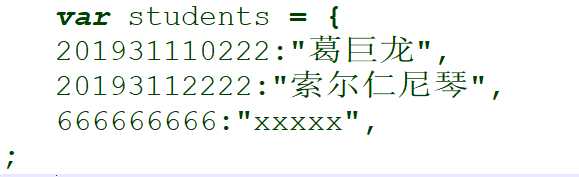 var students = {
201931110222:"葛巨龙",
20193112222:"索尔仁尼琴",
666666666:"xxxxx",
;